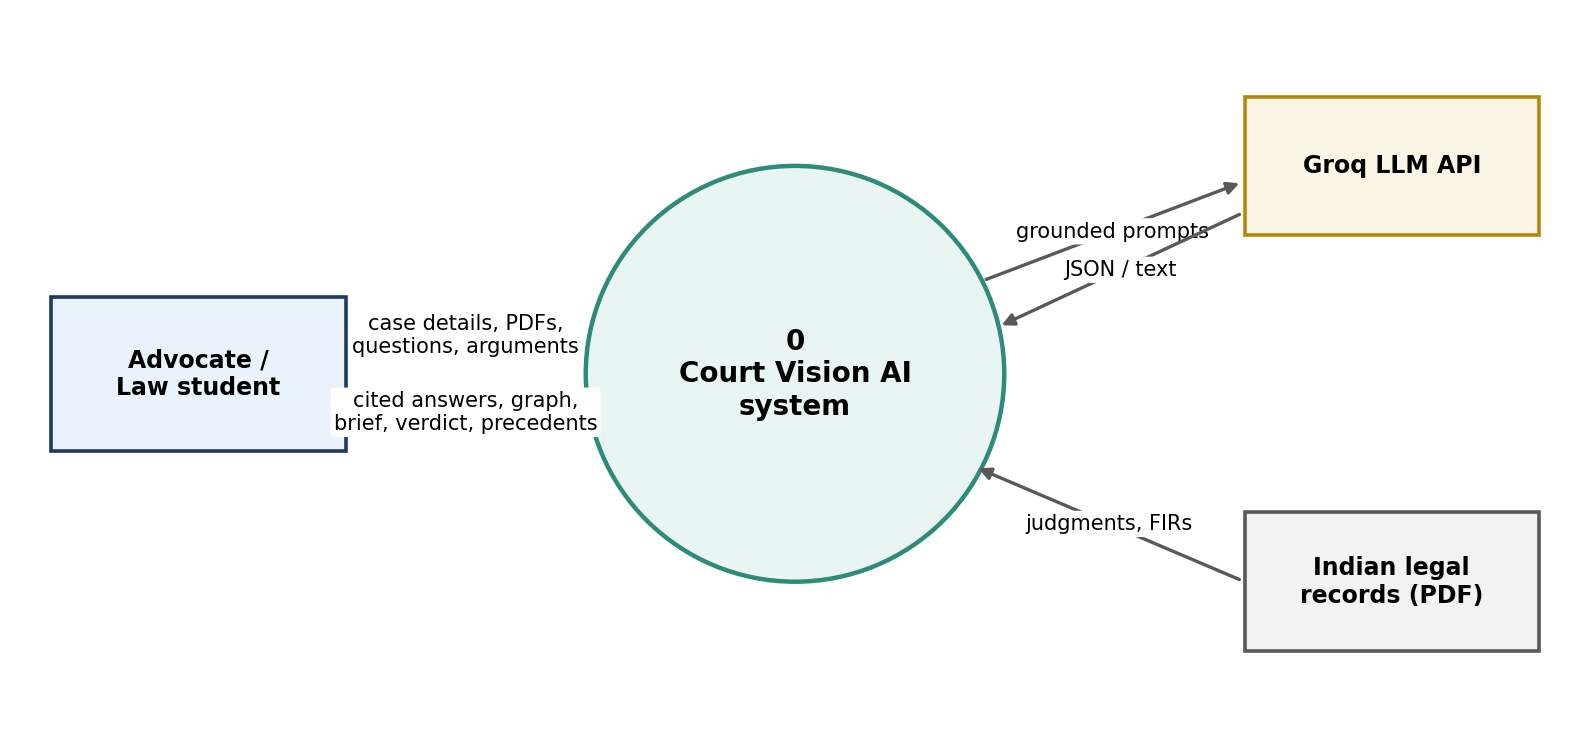 Advocate /
Law student
case details, PDFs,
questions, arguments
cited answers, graph,
brief, verdict, precedents
0
Court Vision AI
system
grounded prompts
JSON / text
Groq LLM API
judgments, FIRs
Indian legal
records (PDF)